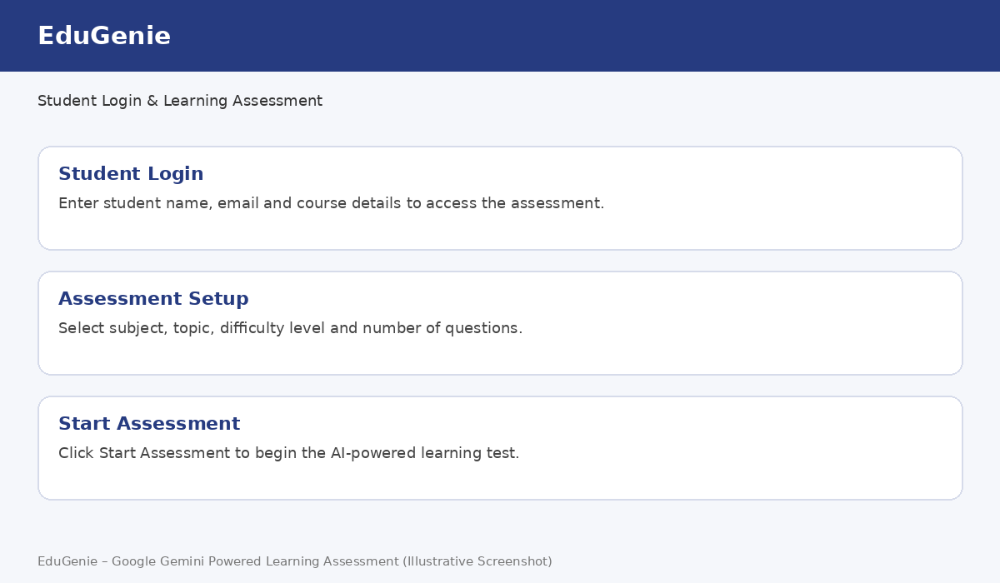 EduGenie
Student Login & Learning Assessment
Student Login
Enter student name, email and course details to access the assessment.
Assessment Setup
Select subject, topic, difficulty level and number of questions.
Start Assessment
Click Start Assessment to begin the AI-powered learning test.
EduGenie – Google Gemini Powered Learning Assessment (Illustrative Screenshot)